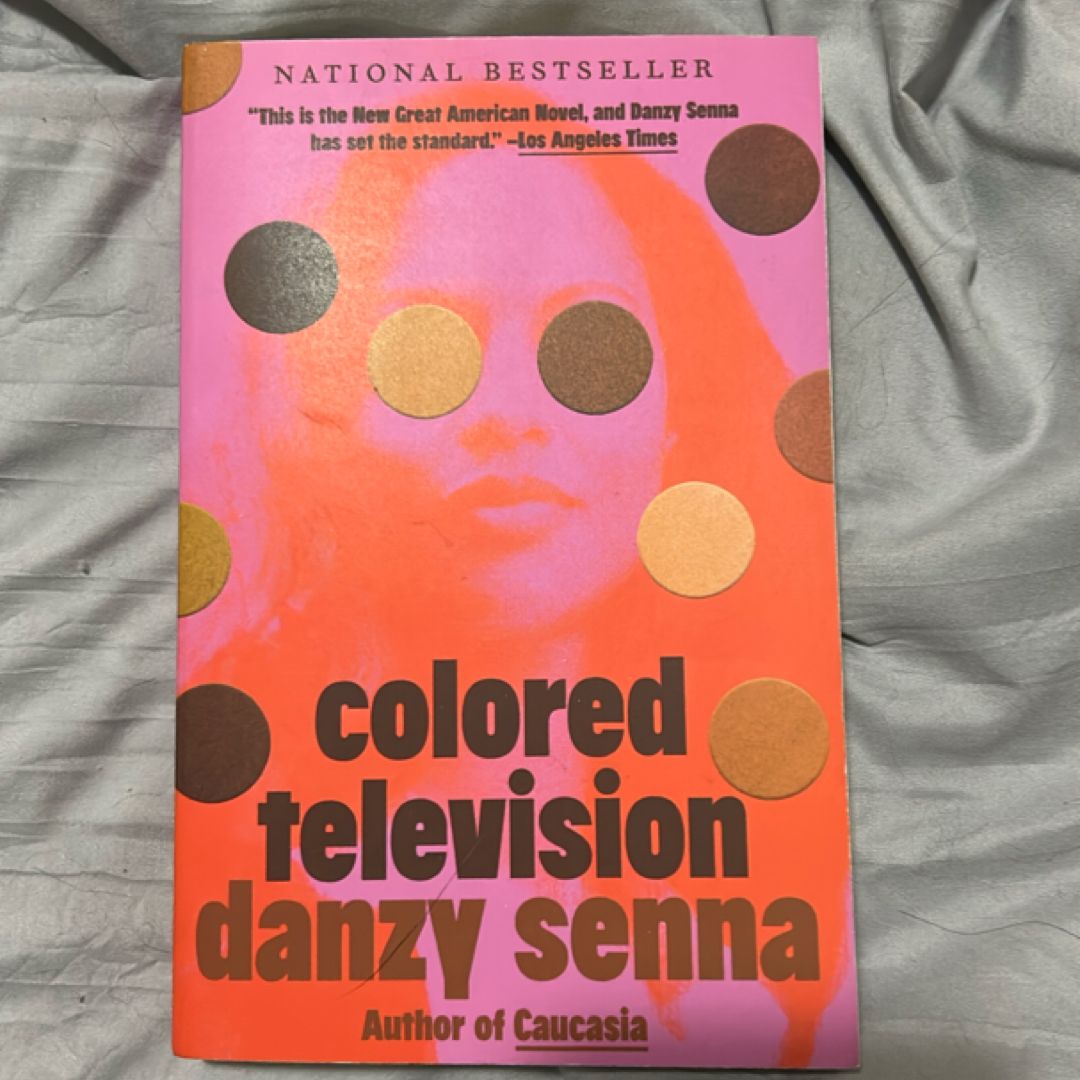 NATIONAL BESTSELLER
“This is the New Great American Novel, and Danzy Senna
has set the standard.” –Los Angeles Times
colored
television
danzy senna
Author of Caucasia